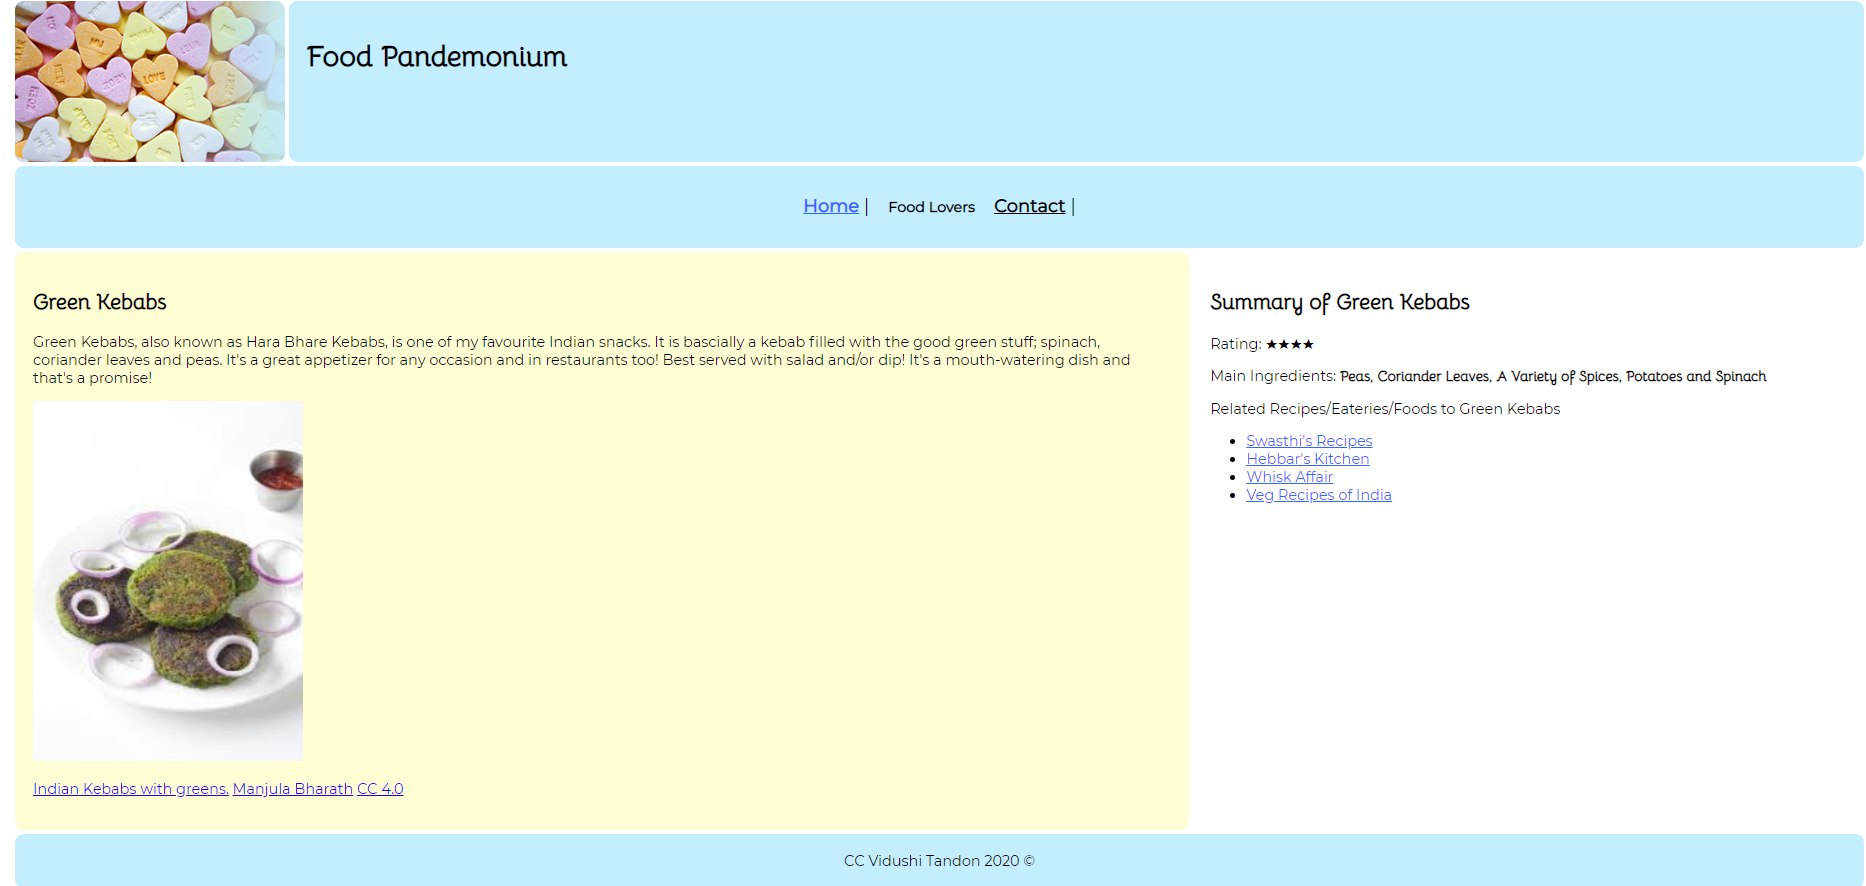 Food Pandemonium
LOVE
Home | Food Lovers Contact |
Green Kebabs
Green Kebabs, also known as Hara Bhare Kebabs, is one of my favourite Indian snacks. It is bascially a kebab filled with the good green stuff; spinach,
coriander leaves and peas. It's a great appetizer for any occasion and in restaurants too! Best served with salad and/or dip! It's a mouth-watering dish and
that's a promise!
Indian Kebabs with greens. Manjula Bharath CC 4.0
Summary of Green Kebabs
Rating: ★★★★
Main Ingredients: Peas, Coriander Leaves, A Variety of Spices, Potatoes and Spinach
Related Recipes/Eateries/Foods to Green Kebabs
• Swasthi's Recipes
• Hebbar's Kitchen
• Whisk Affair
• Veg Recipes of India
CC Vidushi Tandon 2020 ©